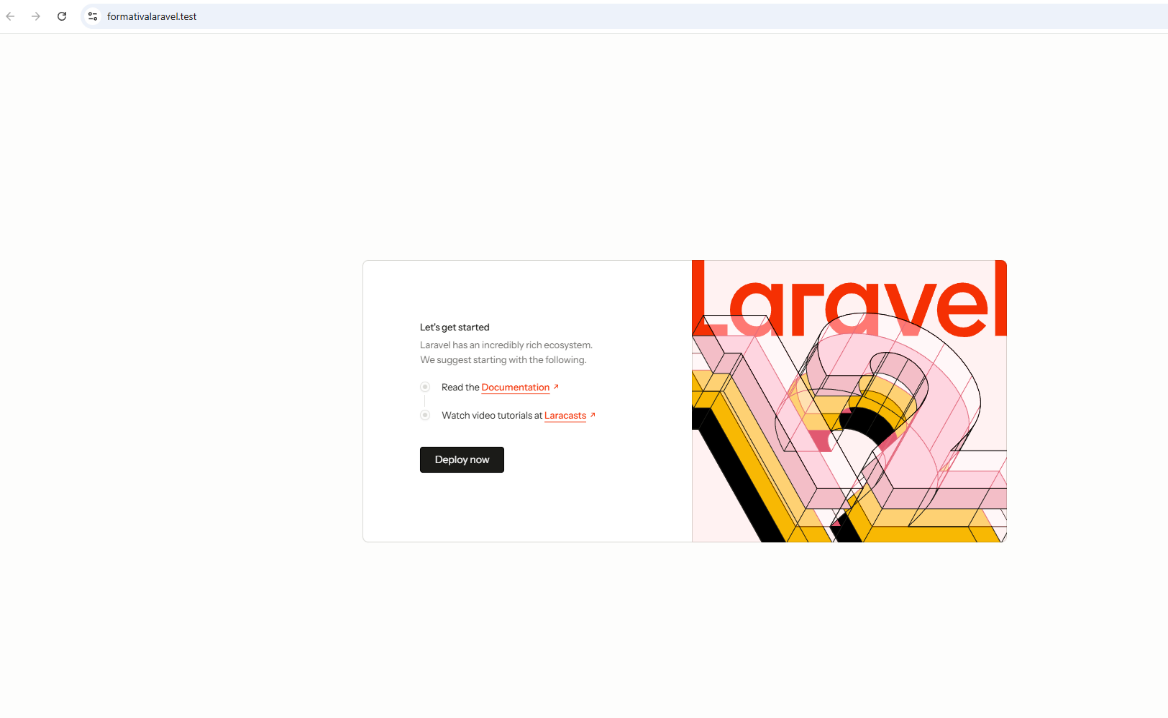 formativalaravel.test
Let's get started
Laravel has an incredibly rich ecosystem.
We suggest starting with the following.
Read the Documentation
Watch video tutorials at Laracasts
Deploy now
Laravel